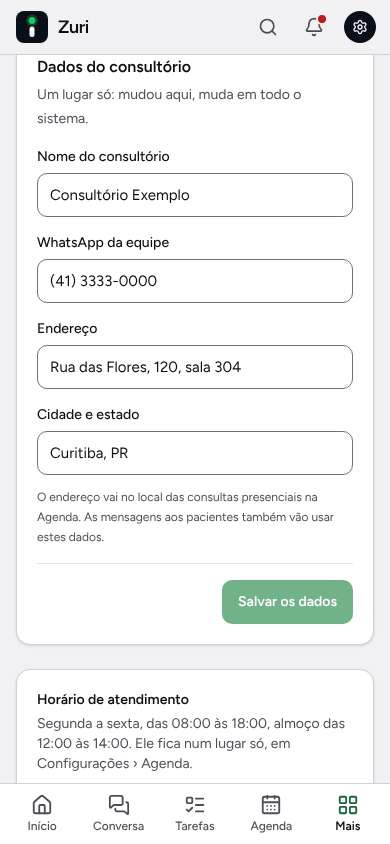 Zuri
Dados do consultório
Um lugar só: mudou aqui, muda em todo o
sistema.
Nome do consultório
Consultório Exemplo
WhatsApp da equipe
(41) 3333-0000
Endereço
Rua das Flores, 120, sala 304
Cidade e estado
Curitiba, PR
O endereço vai no local das consultas presenciais na
Agenda. As mensagens aos pacientes também vão usar
estes dados.
Salvar os dados
Horário de atendimento
Segunda a sexta, das 08:00 às 18:00, almoço das
12:00 às 14:00. Ele fica num lugar só, em
Configurações › Agenda.
Início
Conversa
Tarefas
Agenda
Mais